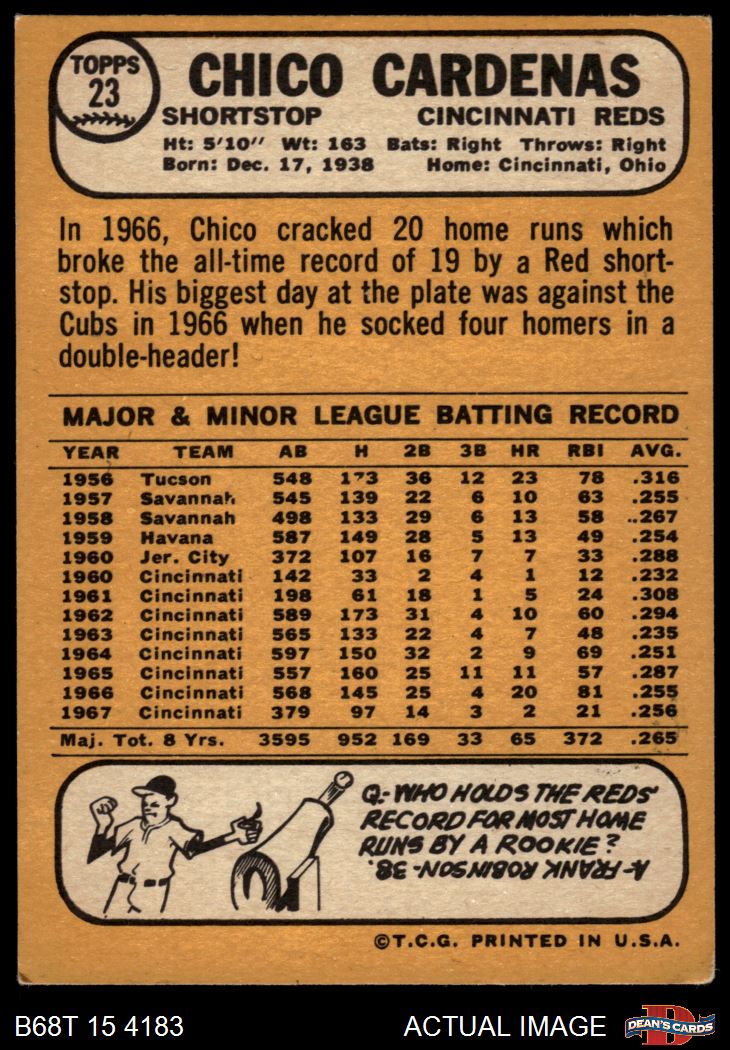 TOPPS
23
CHICO CARDENAS
SHORTSTOP CINCINNATI REDS
Ht: 5'10" Wt: 163 Bats: Right Throws: Right
Born: Dec. 17, 1938 Home: Cincinnati, Ohio
In 1966, Chico cracked 20 home runs which
broke the all-time record of 19 by a Red short-
stop. His biggest day at the plate was against the
Cubs in 1966 when he socked four homers in a
double-header!
MAJOR & MINOR LEAGUE BATTING RECORD
YEAR TEAM AB H 2B 3B HR RBI AVG.
1956 Tucson 548 173 36 12 23 78 .316
1957 Savannah 545 139 22 6 10 63 .255
1958 Savannah 498 133 29 6 13 58 .267
1959 Havana 587 149 28 5 13 49 .254
1960 Jer. City 372 107 16 7 7 33 .288
1960 Cincinnati 142 33 2 4 1 12 .232
1961 Cincinnati 198 61 18 1 5 24 .308
1962 Cincinnati 589 173 31 4 10 60 .294
1963 Cincinnati 565 133 22 4 7 48 .235
1964 Cincinnati 597 150 32 2 9 69 .251
1965 Cincinnati 557 160 25 11 11 57 .287
1966 Cincinnati 568 145 25 4 20 81 .255
1967 Cincinnati 379 97 14 3 2 21 .256
Maj. Tot. 8 Yrs. 3595 952 169 33 65 372 .265
Q:-WHO HOLDS THE REDS'
RECORD FOR MOST HOME
RUNS BY A ROOKIE?
A-FRANK ROBINSON-38.
©T.C.G. PRINTED IN U.S.A.
B68T 15 4183 ACTUAL IMAGE
D
DEAN'S CARDS